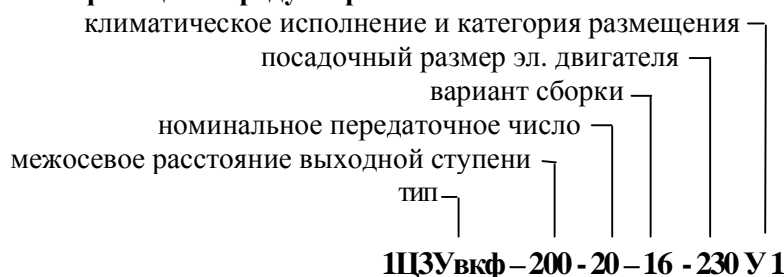 климатическое исполнение и категория размещения
посадочный размер эл. двигателя
вариант сборки
номинальное передаточное число
межосевое расстояние выходной ступени
тип
1Ц3Увкф – 200 - 20 – 16 - 230 У 1